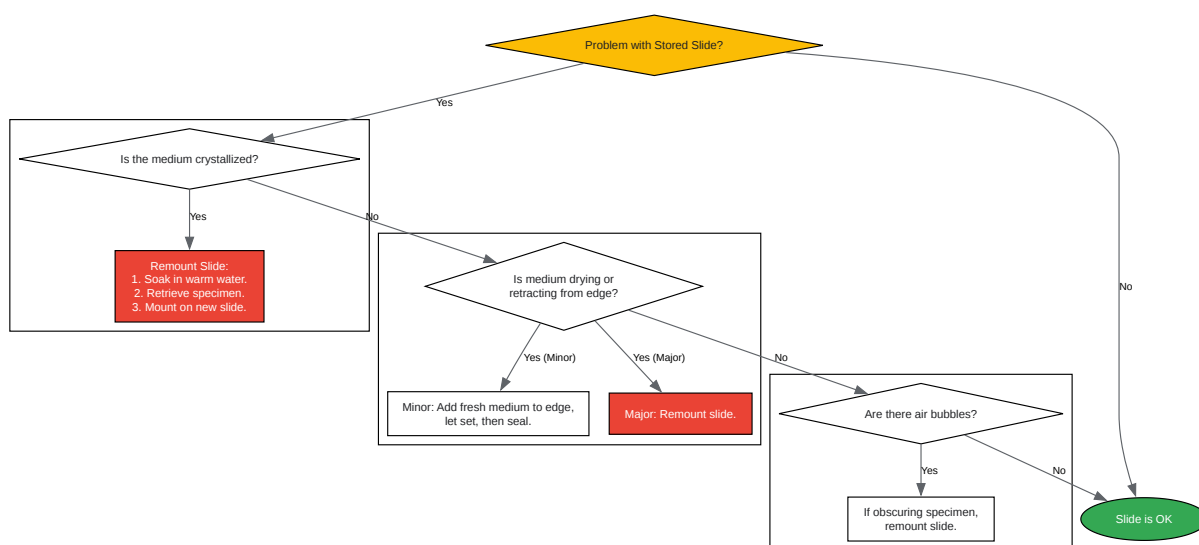 Problem with Stored Slide?
Yes
No
Is the medium crystallized?
Yes
No
Remount Slide:
1. Soak in warm water.
2. Retrieve specimen.
3. Mount on new slide.
Is medium drying or
retracting from edge?
Yes (Minor)
Yes (Major)
No
Minor: Add fresh medium to edge,
let set, then seal.
Major: Remount slide.
Are there air bubbles?
Yes
No
If obscuring specimen,
remount slide.
Slide is OK